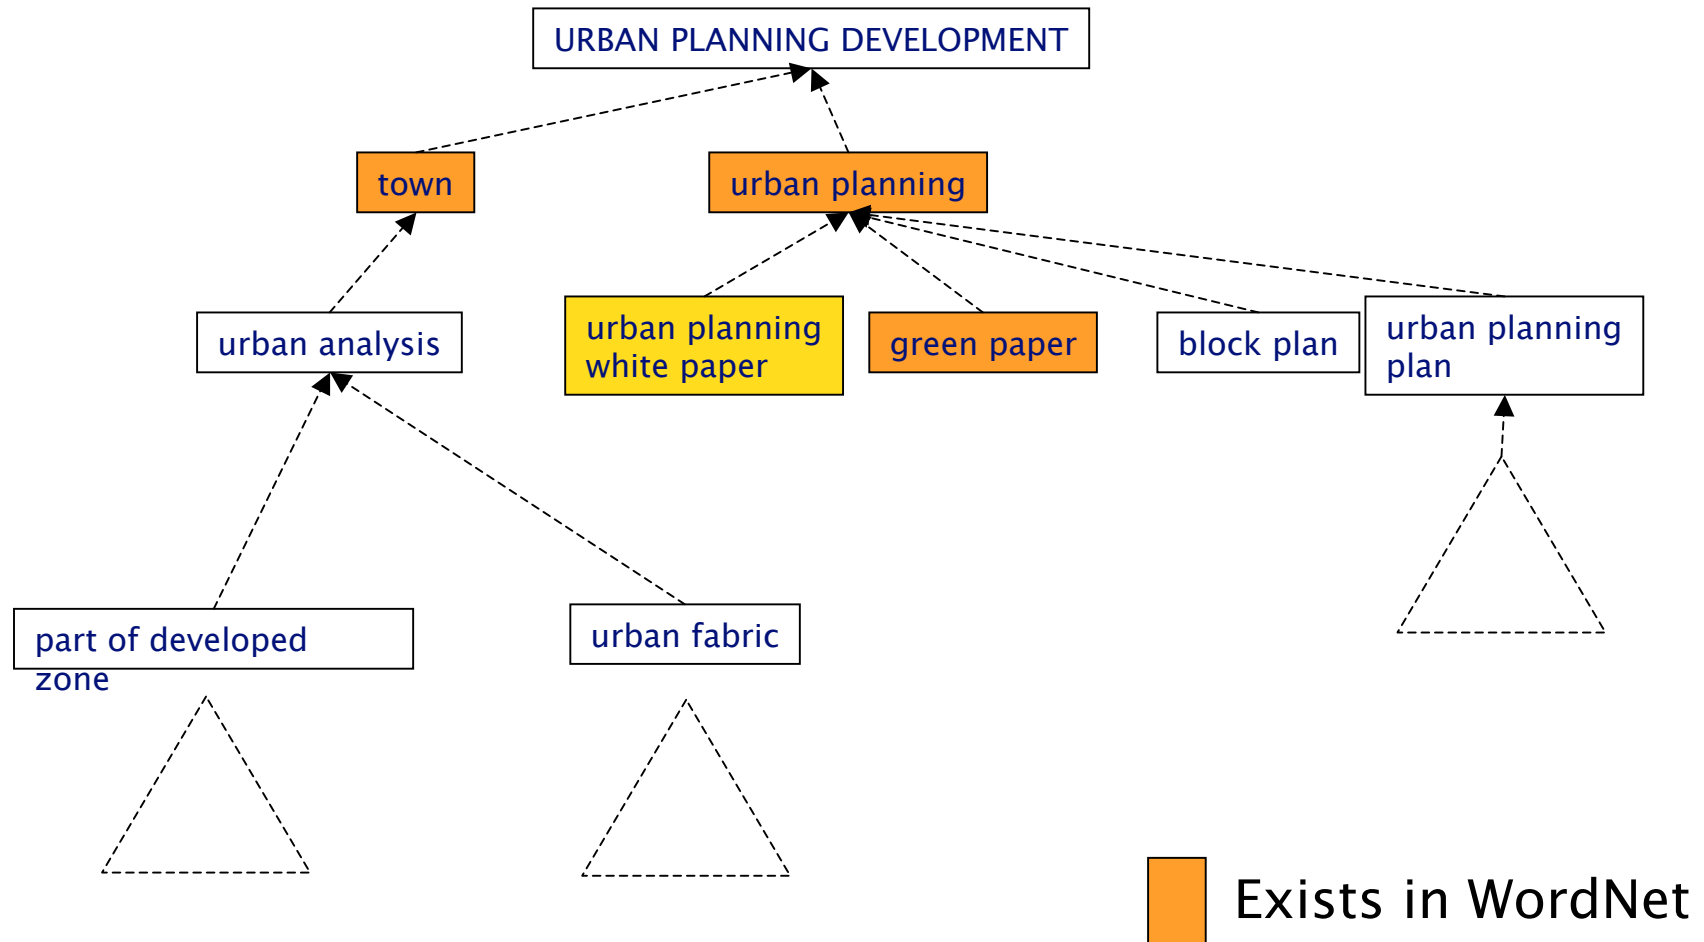 URBAN PLANNING DEVELOPMENT
town
urban planning
urban analysis
urban planning
white paper
green paper
block plan
urban planning
plan
part of developed
zone
urban fabric
Exists in WordNet